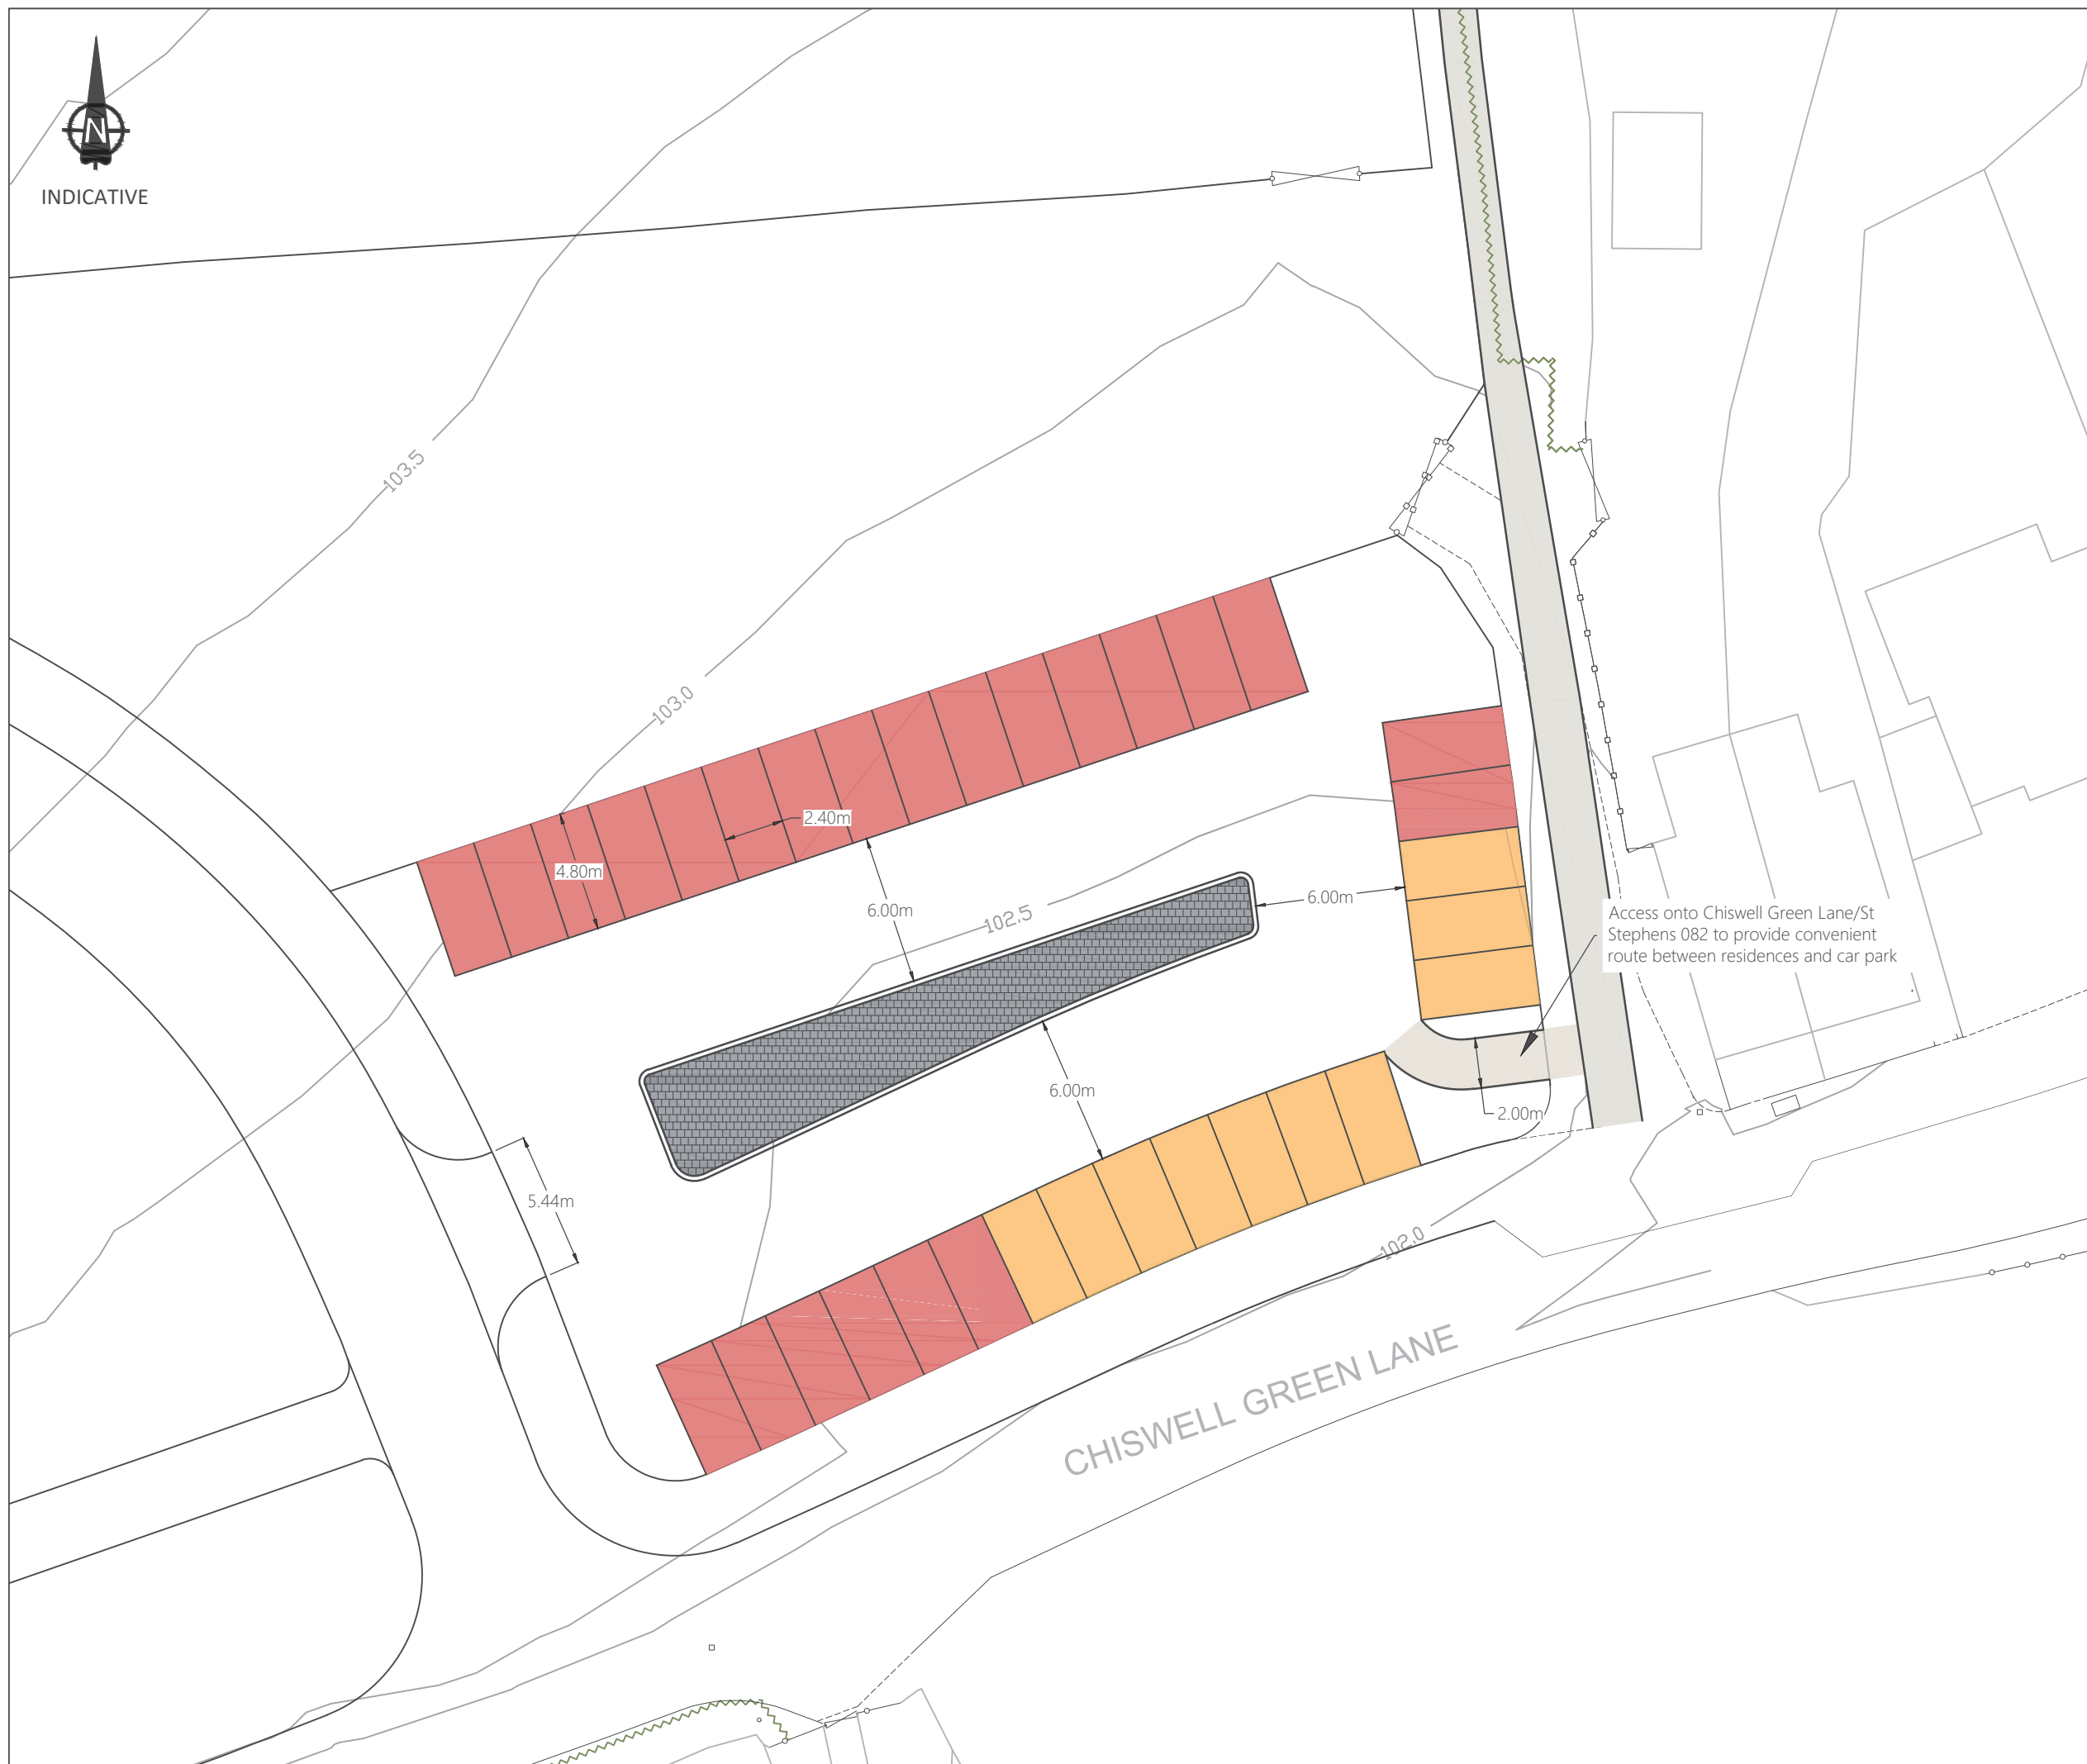 N
INDICATIVE
103.5
103.0
2.40m
4.80m
6.00m
102.5
6.00m
Access onto Chiswell Green Lane/St
Stephens 082 to provide convenient
route between residences and car park
6.00m
2.00m
5.44m
102.0
CHISWELL GREEN LANE